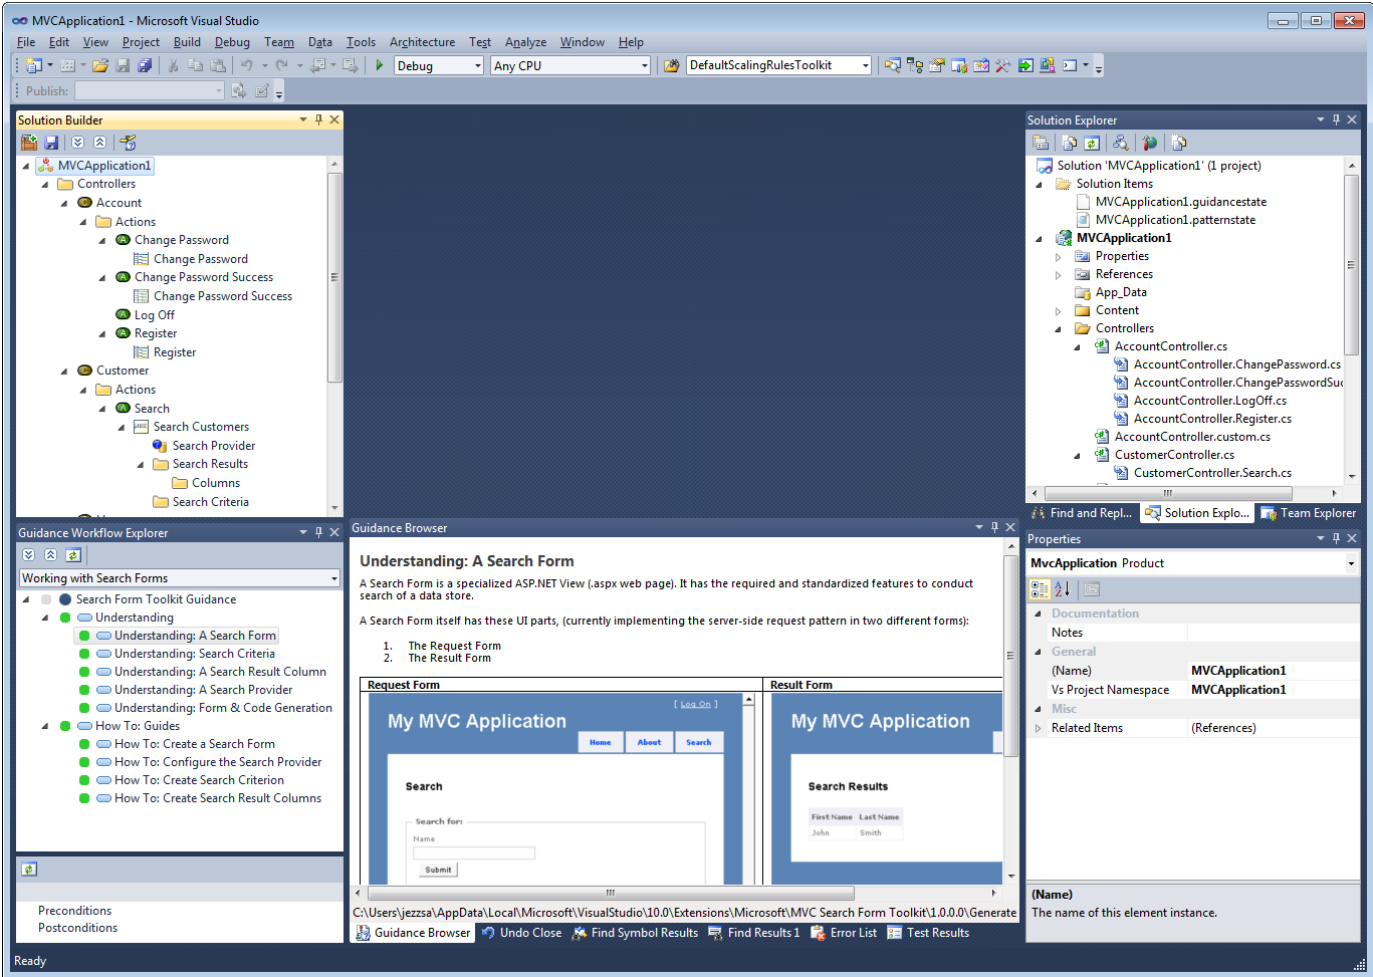 MVCApplication1 - Microsoft Visual Studio
File Edit View Project Build Debug Team Data Tools Architecture Test Analyze Window Help
Debug Any CPU DefaultScalingRulesToolkit
Publish:
Solution Builder
MVCApplication1
Controllers
Account
Actions
Change Password
Change Password
Change Password Success
Change Password Success
Log Off
Register
Register
Customer
Actions
Search
Search Customers
Search Provider
Search Results
Columns
Search Criteria
Guidance Workflow Explorer
Working with Search Forms
Search Form Toolkit Guidance
Understanding
Understanding: A Search Form
Understanding: Search Criteria
Understanding: A Search Result Column
Understanding: A Search Provider
Understanding: Form & Code Generation
How To: Guides
How To: Create a Search Form
How To: Configure the Search Provider
How To: Create Search Criterion
How To: Create Search Result Columns
Preconditions
Postconditions
Guidance Browser
Understanding: A Search Form
A Search Form is a specialized ASP.NET View (.aspx web page). It has the required and standardized features to conduct
search of a data store.
A Search Form itself has these UI parts, (currently implementing the server-side request pattern in two different forms):
1. The Request Form
2. The Result Form
Request Form
[ Log On ]
My MVC Application
Home About Search
Search
Search for:
Name
Submit
Result Form
My MVC Application
Search Results
First Name Last Name
John Smith
C:\Users\jezzsa\AppData\Local\Microsoft\VisualStudio\10.0\Extensions\Microsoft\MVC Search Form Toolkit\1.0.0.0\Generate
Guidance Browser Undo Close Find Symbol Results Find Results 1 Error List Test Results
Solution Explorer
Solution 'MVCApplication1' (1 project)
Solution Items
MVCApplication1.guidancestate
MVCApplication1.patternstate
MVCApplication1
Properties
References
App_Data
Content
Controllers
AccountController.cs
AccountController.ChangePassword.cs
AccountController.ChangePasswordSuc
AccountController.LogOff.cs
AccountController.Register.cs
AccountController.custom.cs
CustomerController.cs
CustomerController.Search.cs
Find and Repl... Solution Explo... Team Explorer
Properties
MvcApplication Product
Documentation
Notes
General
(Name) MVCApplication1
Vs Project Namespace MVCApplication1
Misc
Related Items (References)
(Name)
The name of this element instance.
Ready